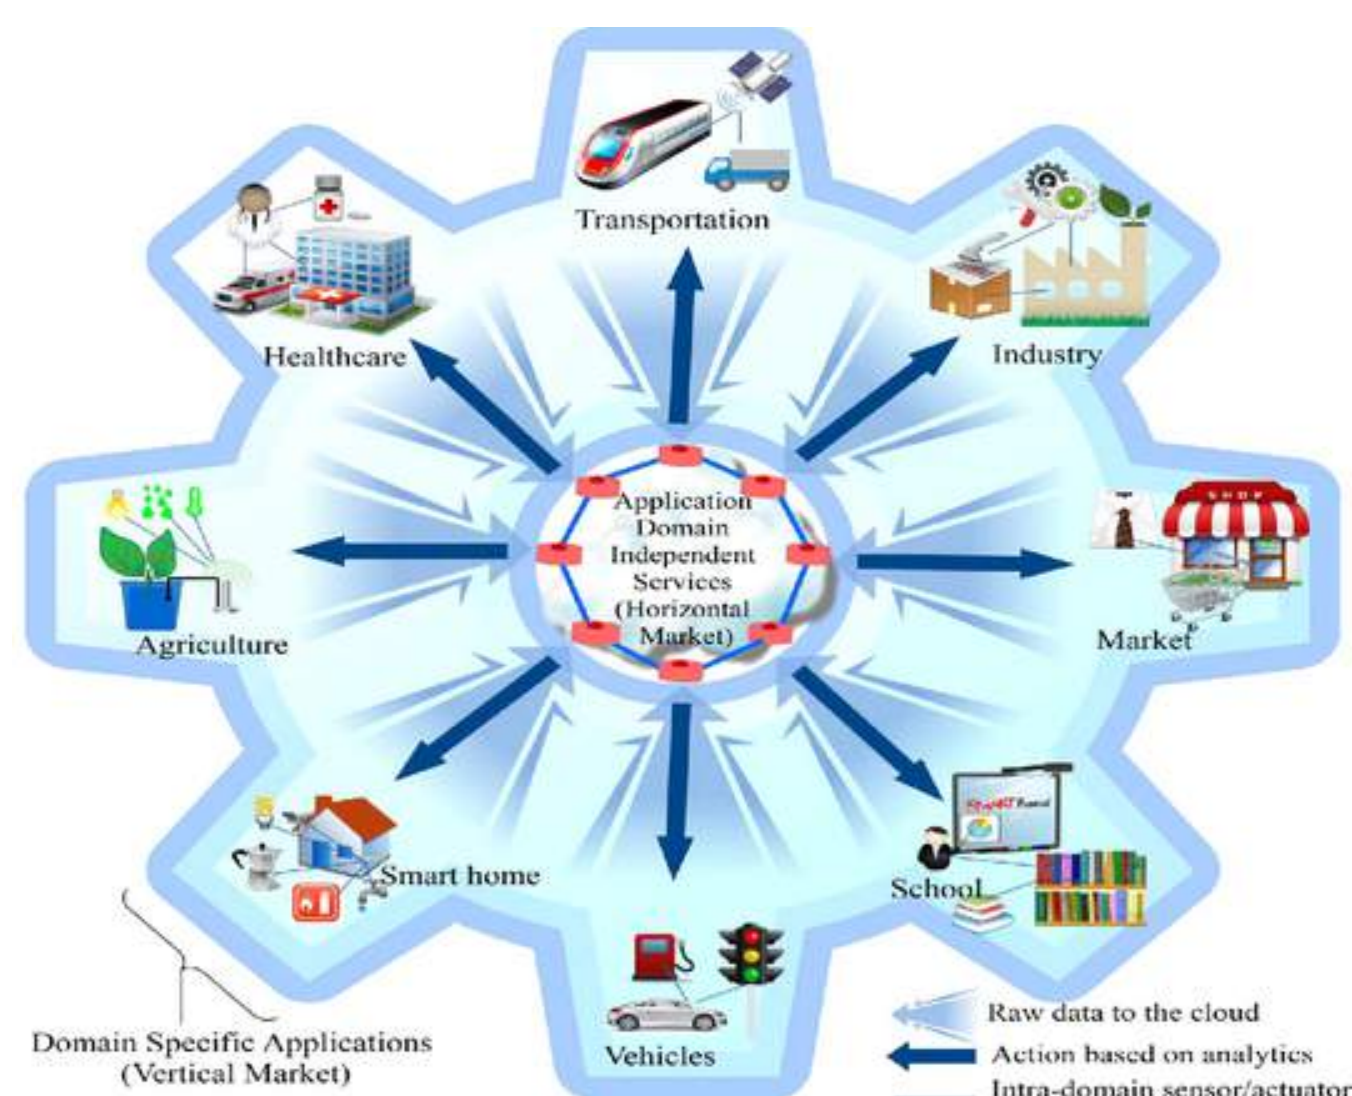 Transportation
Healthcare
Industry
SHOP
Application
Domain
Independent
Services
(Horizontal
Market)
Agriculture
Market
Smart home
School
Vehicles
Domain Specific Applications
(Vertical Market)
Raw data to the cloud
Action based on analytics
Intra-domain sensor/actuator